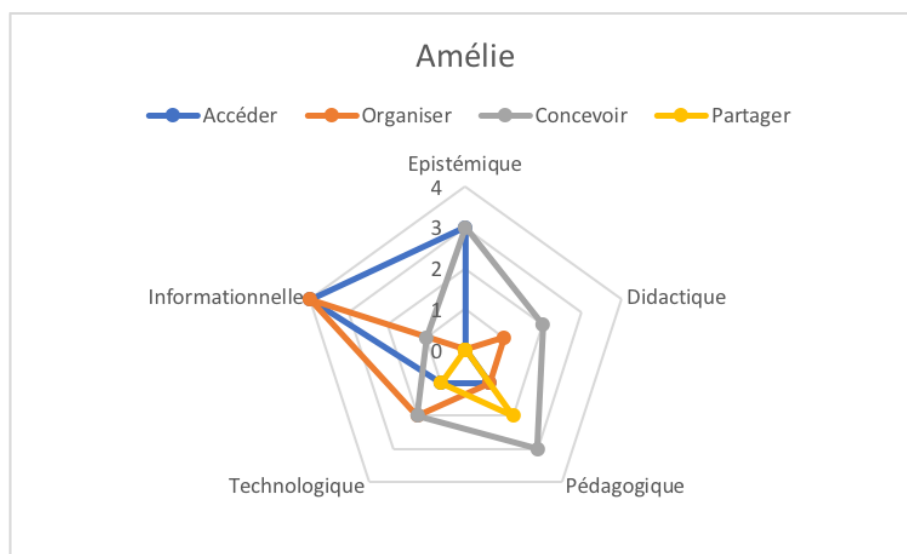 Amélie
Accéder Organiser Concevoir Partager
Epistémique
4
3
2
1
0
Informationnelle
Didactique
Technologique
Pédagogique